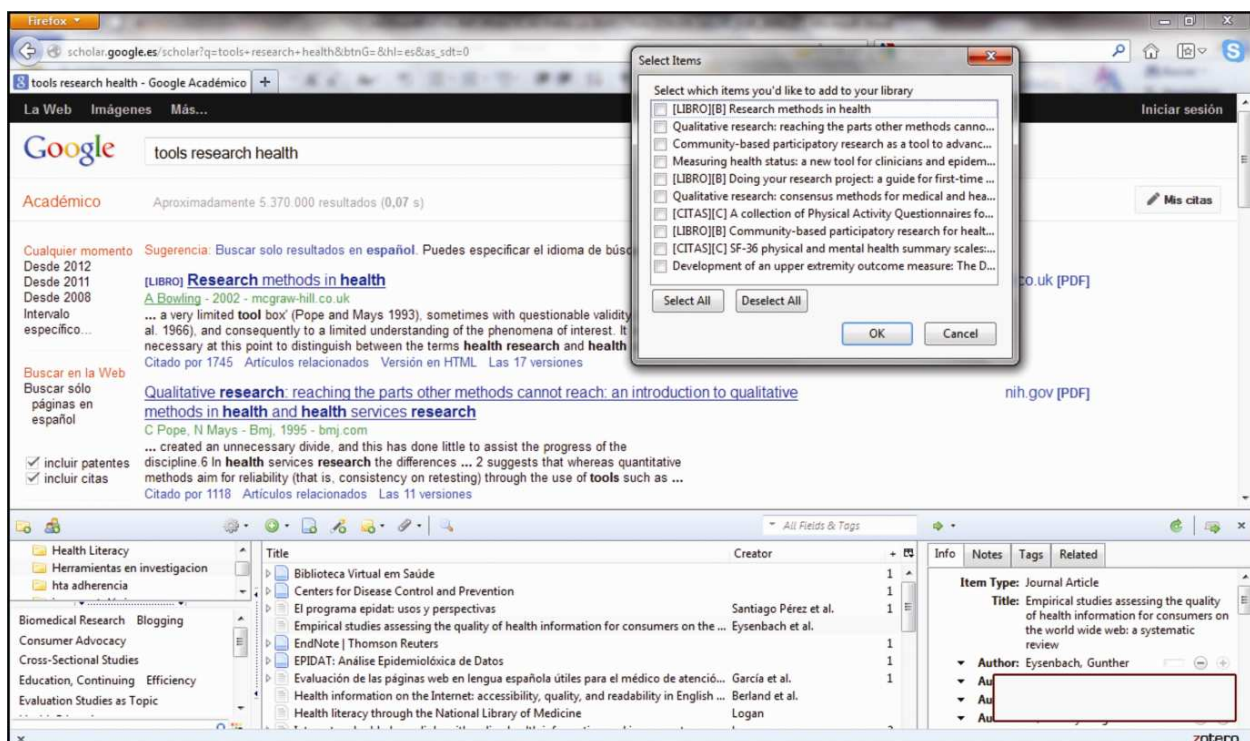 Firefox
scholar.google.es/scholar?q=tools+research+health&btnG=&hl=es&as_sdt=0
tools research health - Google Académico +
La Web Imágenes Más...
Iniciar sesión
Google
tools research health
Académico
Aproximadamente 5.370.000 resultados (0,07 s)
Mis citas
Cualquier momento
Desde 2012
Desde 2011
Desde 2008
Intervalo
específico...
Buscar en la Web
Buscar sólo
páginas en
español
incluir patentes
incluir citas
Sugerencia: Buscar solo resultados en español. Puedes especificar el idioma de
[LIBRO] Research methods in health
A Bowling - 2002 - mcgraw-hill.co.uk
... a very limited tool box' (Pope and Mays 1993), sometimes with questionable validity
al. 1966), and consequently to a limited understanding of the phenomena of interest. It
necessary at this point to distinguish between the terms health research and health
Citado por 1745 Artículos relacionados Versión en HTML Las 17 versiones
co.uk [PDF]
Qualitative research: reaching the parts other methods cannot reach: an introduction to qualitative
methods in health and health services research
C Pope, N Mays - Bmj, 1995 - bmj.com
... created an unnecessary divide, and this has done little to assist the progress of the
discipline.6 In health services research the differences ... 2 suggests that whereas quantitative
methods aim for reliability (that is, consistency on retesting) through the use of tools such as ...
Citado por 1118 Artículos relacionados Las 11 versiones
nih.gov [PDF]
Select Items
Select which items you'd like to add to your library
[LIBRO][B] Research methods in health
Qualitative research: reaching the parts other methods canno...
Community-based participatory research as a tool to advanc...
Measuring health status: a new tool for clinicians and epidem...
[LIBRO][B] Doing your research project: a guide for first-time ...
Qualitative research: consensus methods for medical and hea...
[CITAS][C] A collection of Physical Activity Questionnaires fo...
[LIBRO][B] Community-based participatory research for healt...
[CITAS][C] SF-36 physical and mental health summary scales:...
Development of an upper extremity outcome measure: The D...
Select All Deselect All
OK Cancel
All Fields & Tags
Health Literacy
Herramientas en investigacion
hta adherencia
Biomedical Research Blogging
Consumer Advocacy
Cross-Sectional Studies
Education, Continuing Efficiency
Evaluation Studies as Topic
Title Creator +
Biblioteca Virtual em Saúde 1
Centers for Disease Control and Prevention 1
El programa epidat: usos y perspectivas Santiago Pérez et al. 1
Empirical studies assessing the quality of health information for consumers on the ... Eysenbach et al.
EndNote | Thomson Reuters 1
EPIDAT: Análise Epidemiolóxica de Datos 1
Evaluación de las páginas web en lengua española útiles para el médico de atenció... García et al. 1
Health information on the Internet: accessibility, quality, and readability in English ... Berland et al.
Health literacy through the National Library of Medicine Logan
Info Notes Tags Related
Item Type: Journal Article
Title: Empirical studies assessing the quality
of health information for consumers on
the world wide web: a systematic
review
Author: Eysenbach, Gunther
Au
Au
Au
zotero